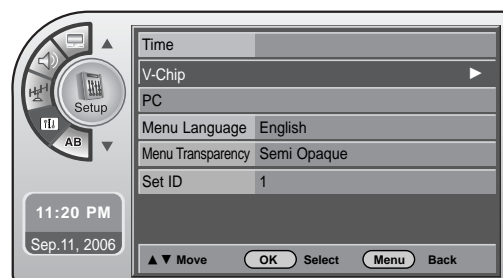 Setup
AB
11:20 PM
Sep.11, 2006
Time
V-Chip
PC
Menu Language English
Menu Transparency Semi Opaque
Set ID 1
▲ ▼ Move OK Select Menu Back